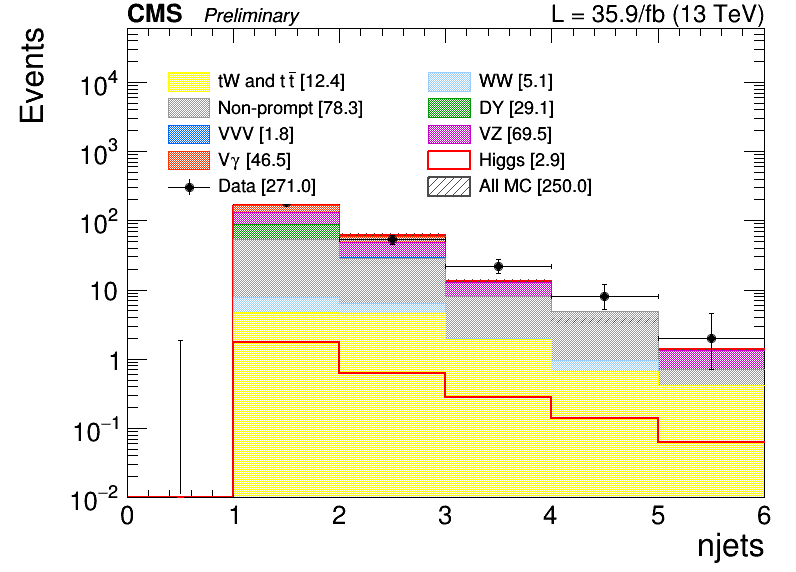 CMS Preliminary L = 35.9/fb (13 TeV)
Events
tW and t t̄ [12.4] WW [5.1]
Non-prompt [78.3] DY [29.1]
VVV [1.8] VZ [69.5]
Vγ [46.5] Higgs [2.9]
Data [271.0] All MC [250.0]
10⁴
10³
10²
10
1
10⁻¹
10⁻²
0 1 2 3 4 5 6
njets